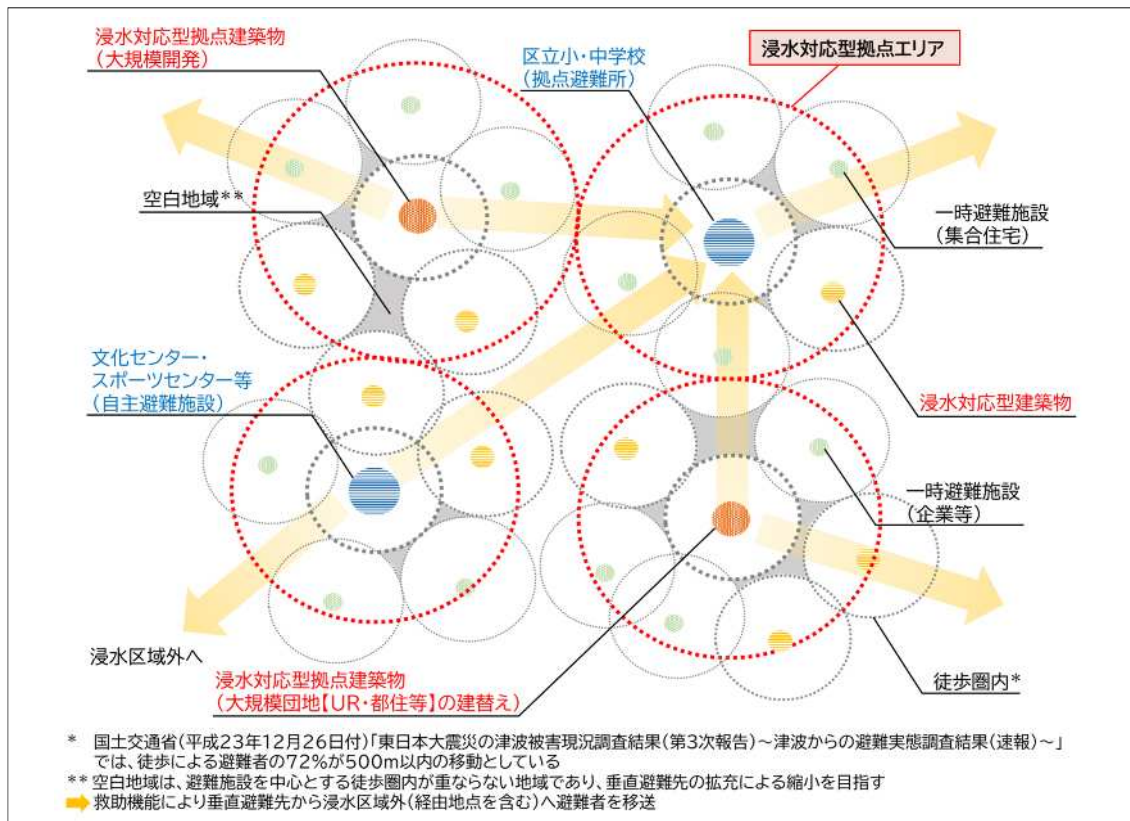 浸水対応型拠点建築物
(大規模開発)
区立小・中学校
(拠点避難所)
浸水対応型拠点エリア
空白地域**
一時避難施設
(集合住宅)
文化センター・
スポーツセンター等
(自主避難施設)
浸水対応型建築物
一時避難施設
(企業等)
浸水区域外へ
浸水対応型拠点建築物
(大規模団地【UR・都住等】の建替え)
徒歩圏内*
* 国土交通省(平成23年12月26日付)「東日本大震災の津波被害現況調査結果(第3次報告)~津波からの避難実態調査結果(速報)~」
では、徒歩による避難者の72%が500m以内の移動としている
** 空白地域は、避難施設を中心とする徒歩圏内が重ならない地域であり、垂直避難先の拡充による縮小を目指す
救助機能により垂直避難先から浸水区域外(経由地点を含む)へ避難者を移送